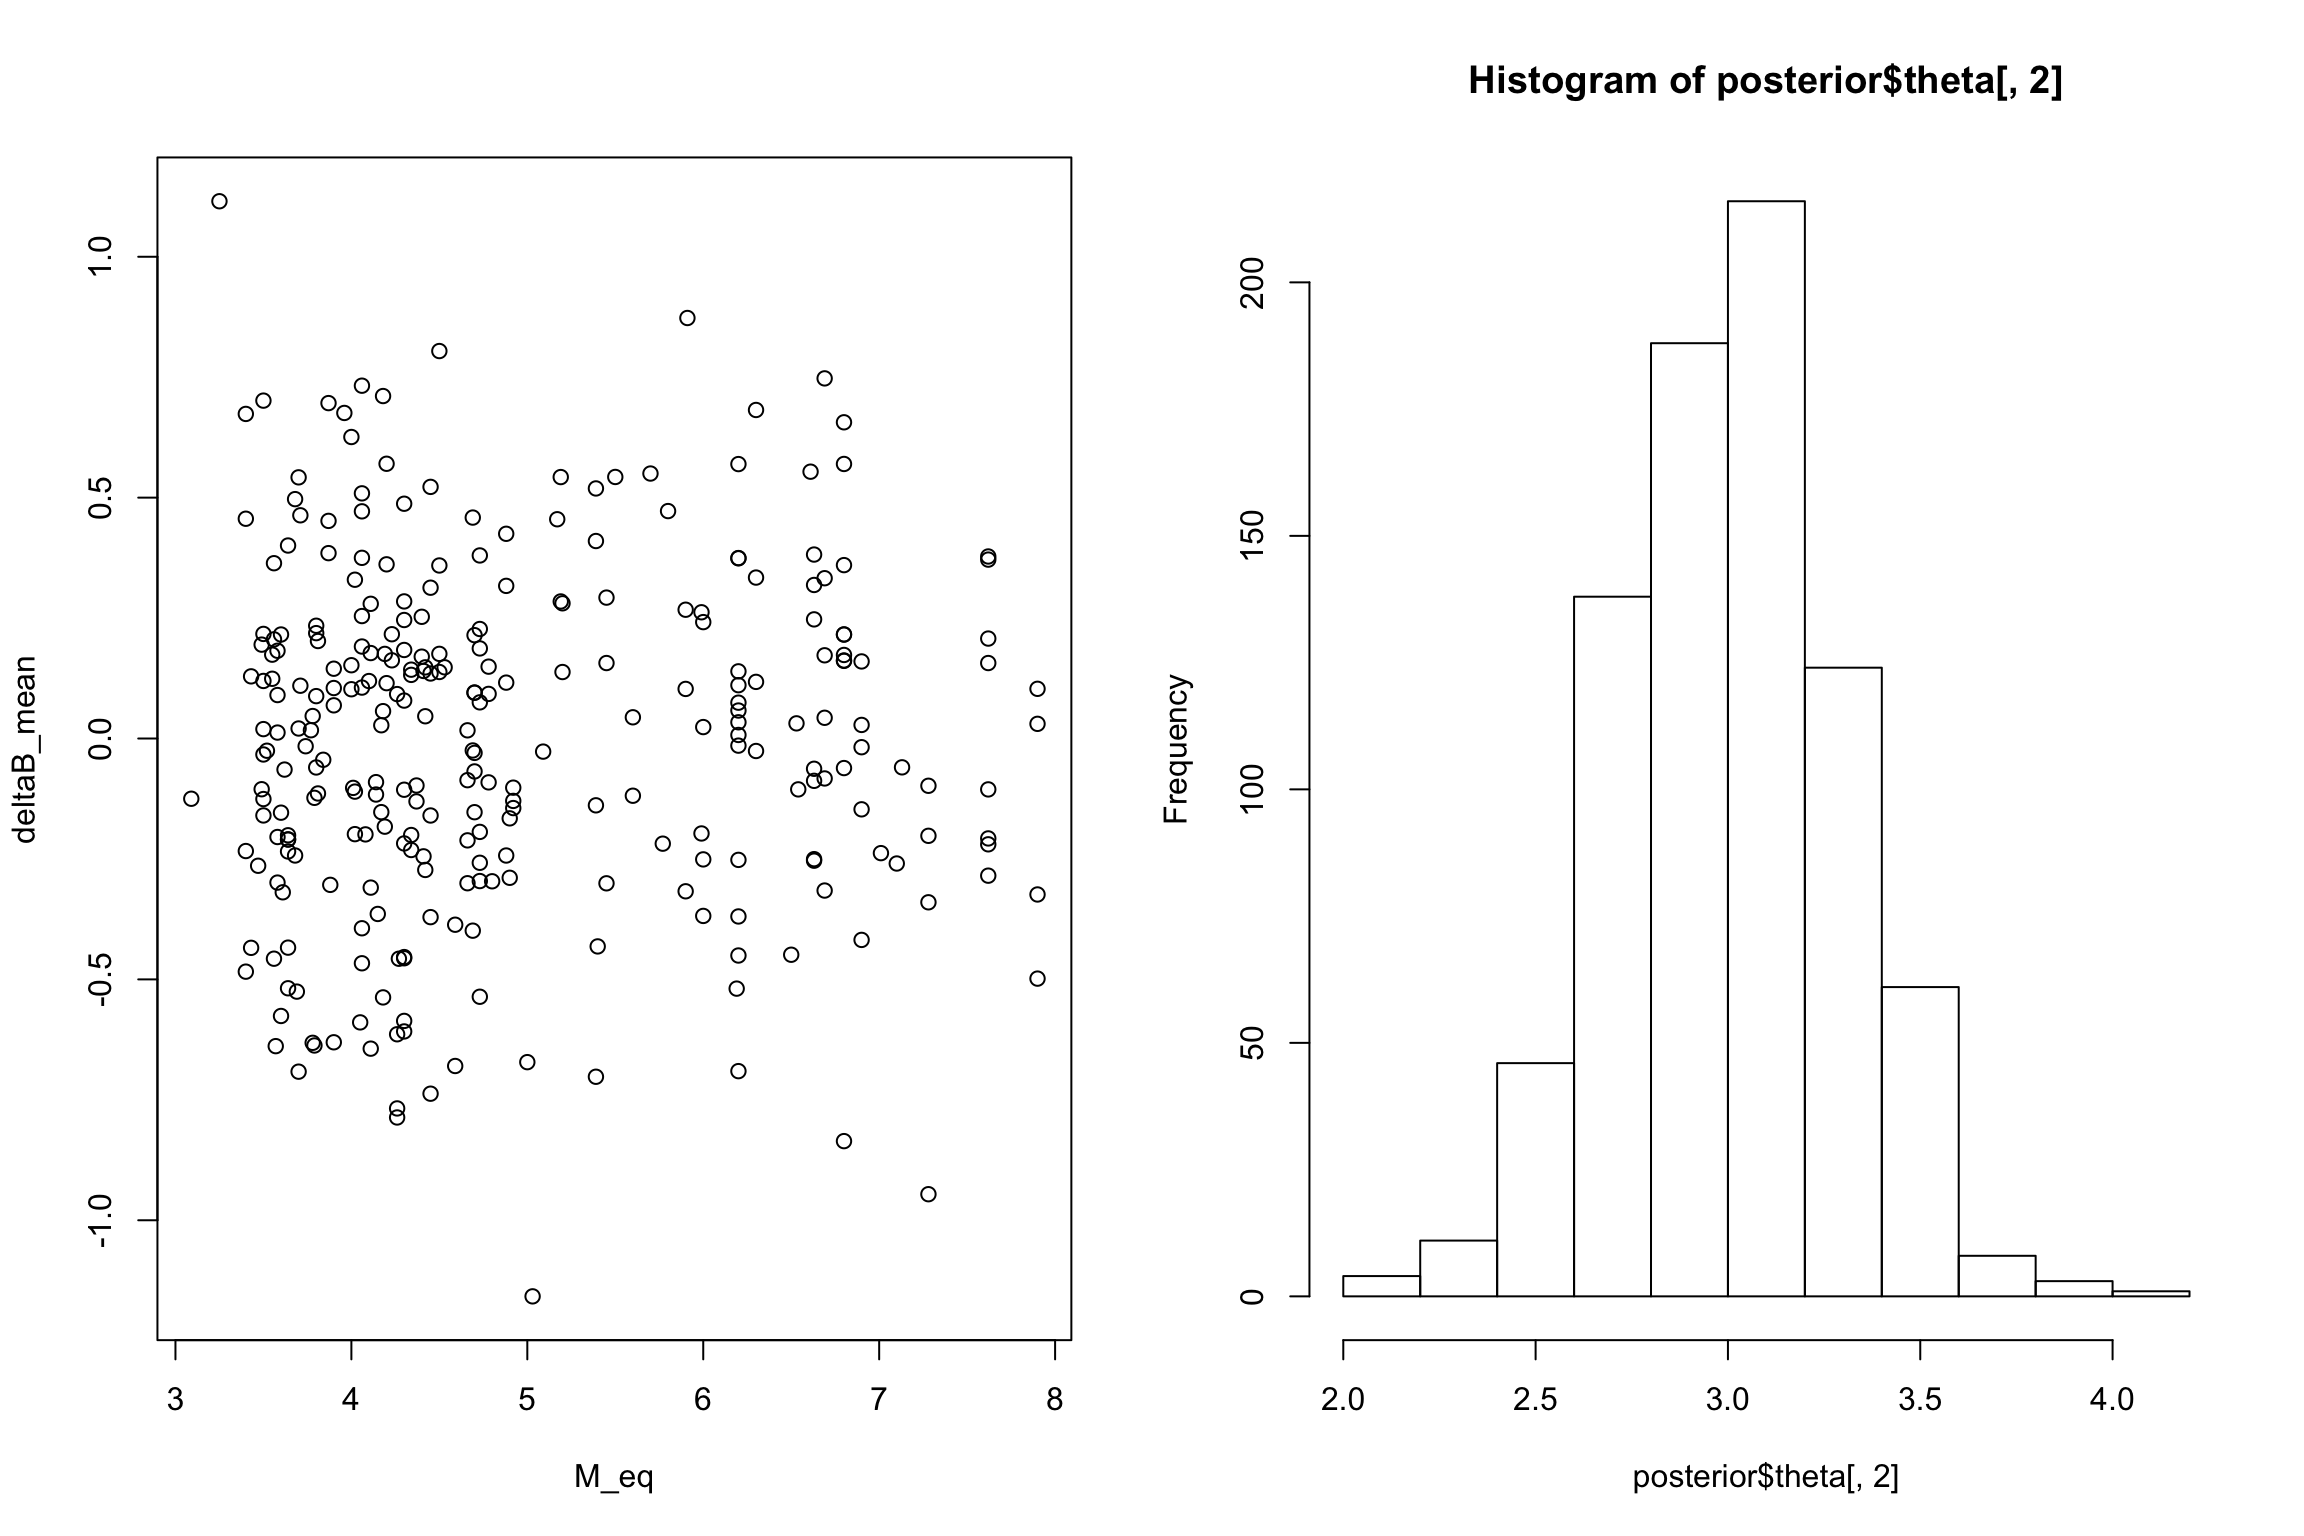 deltaB_mean
1.0
0.5
0.0
-0.5
-1.0
3 4 5 6 7 8
M_eq
Histogram of posterior$theta[, 2]
Frequency
200
150
100
50
0
2.0 2.5 3.0 3.5 4.0
posterior$theta[, 2]